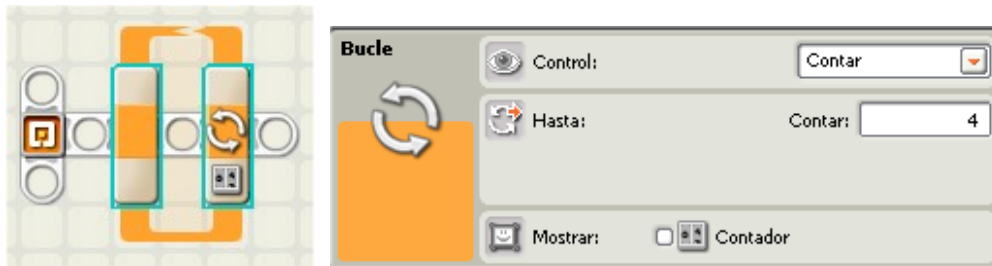 Bucle
Control: Contar
Hasta: Contar: 4
Mostrar: Contador